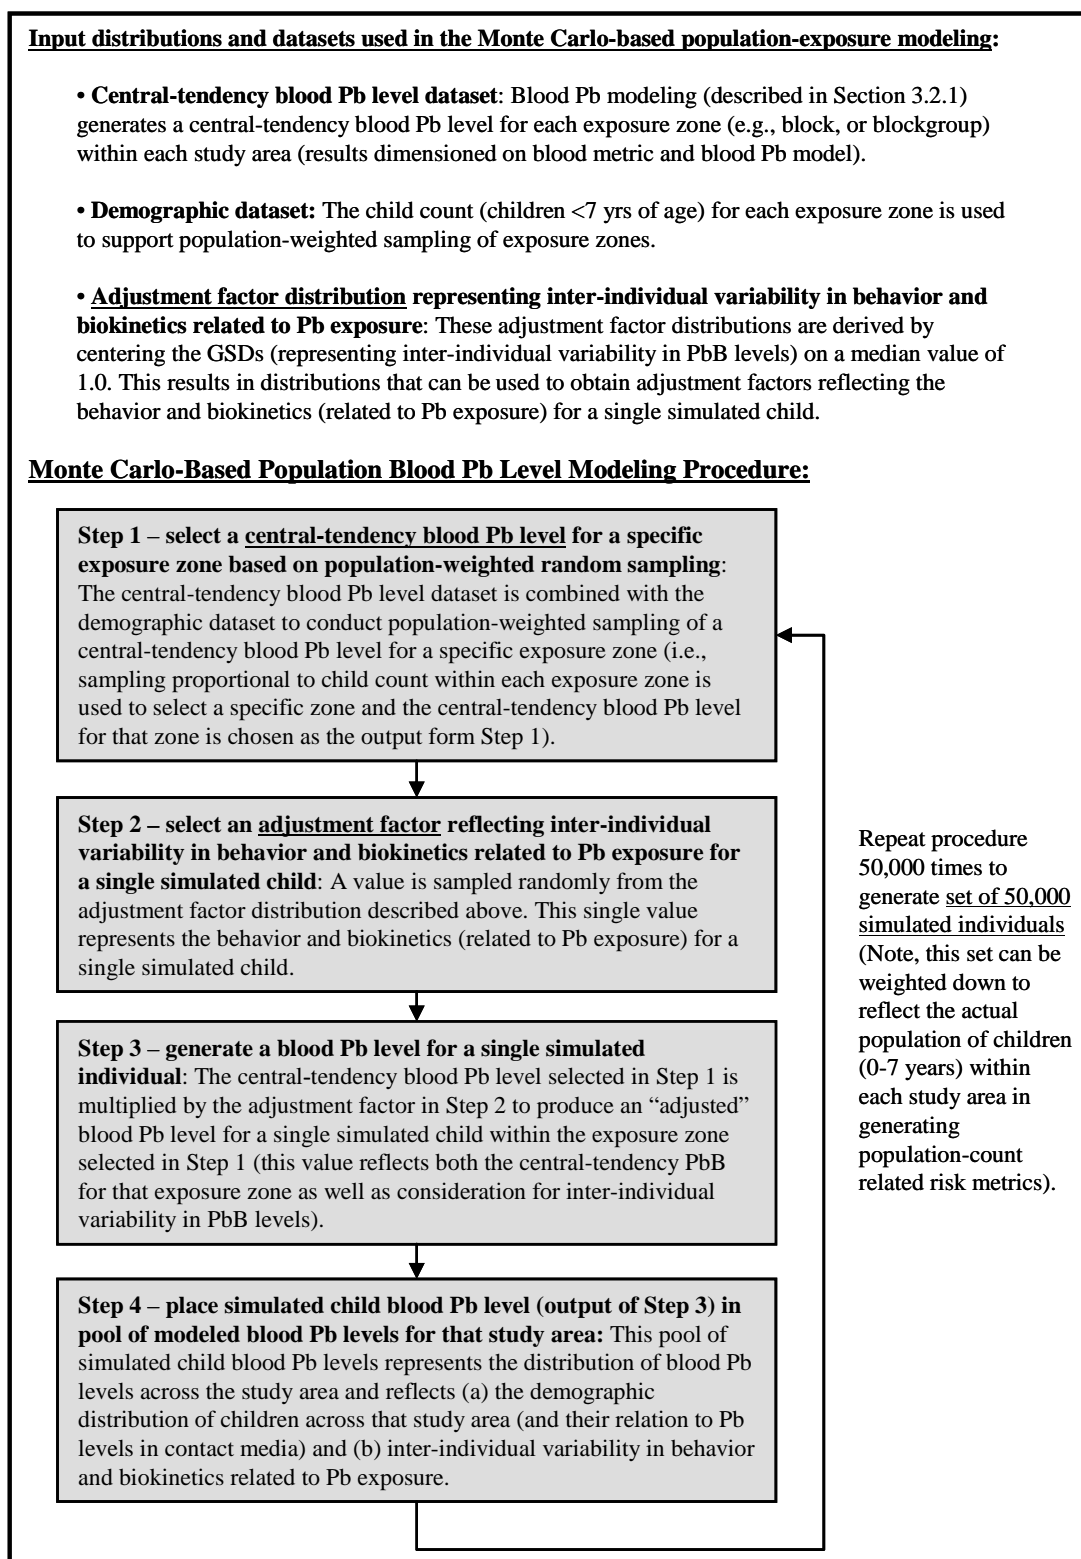 Input distributions and datasets used in the Monte Carlo-based population-exposure modeling:
• Central-tendency blood Pb level dataset: Blood Pb modeling (described in Section 3.2.1)
generates a central-tendency blood Pb level for each exposure zone (e.g., block, or blockgroup)
within each study area (results dimensioned on blood metric and blood Pb model).
• Demographic dataset: The child count (children <7 yrs of age) for each exposure zone is used
to support population-weighted sampling of exposure zones.
• Adjustment factor distribution representing inter-individual variability in behavior and
biokinetics related to Pb exposure: These adjustment factor distributions are derived by
centering the GSDs (representing inter-individual variability in PbB levels) on a median value of
1.0. This results in distributions that can be used to obtain adjustment factors reflecting the
behavior and biokinetics (related to Pb exposure) for a single simulated child.
Monte Carlo-Based Population Blood Pb Level Modeling Procedure:
Step 1 – select a central-tendency blood Pb level for a specific
exposure zone based on population-weighted random sampling:
The central-tendency blood Pb level dataset is combined with the
demographic dataset to conduct population-weighted sampling of a
central-tendency blood Pb level for a specific exposure zone (i.e.,
sampling proportional to child count within each exposure zone is
used to select a specific zone and the central-tendency blood Pb level
for that zone is chosen as the output form Step 1).
Step 2 – select an adjustment factor reflecting inter-individual
variability in behavior and biokinetics related to Pb exposure for
a single simulated child: A value is sampled randomly from the
adjustment factor distribution described above. This single value
represents the behavior and biokinetics (related to Pb exposure) for a
single simulated child.
Step 3 – generate a blood Pb level for a single simulated
individual: The central-tendency blood Pb level selected in Step 1 is
multiplied by the adjustment factor in Step 2 to produce an “adjusted”
blood Pb level for a single simulated child within the exposure zone
selected in Step 1 (this value reflects both the central-tendency PbB
for that exposure zone as well as consideration for inter-individual
variability in PbB levels).
Step 4 – place simulated child blood Pb level (output of Step 3) in
pool of modeled blood Pb levels for that study area: This pool of
simulated child blood Pb levels represents the distribution of blood Pb
levels across the study area and reflects (a) the demographic
distribution of children across that study area (and their relation to Pb
levels in contact media) and (b) inter-individual variability in behavior
and biokinetics related to Pb exposure.
Repeat procedure
50,000 times to
generate set of 50,000
simulated individuals
(Note, this set can be
weighted down to
reflect the actual
population of children
(0-7 years) within
each study area in
generating
population-count
related risk metrics).